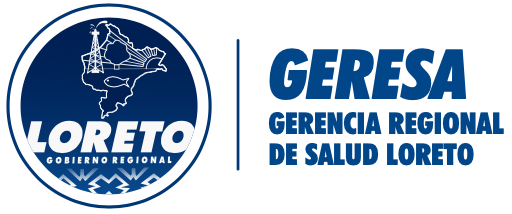 LORETO
GOBIERNO REGIONAL
GERESA
GERENCIA REGIONAL
DE SALUD LORETO